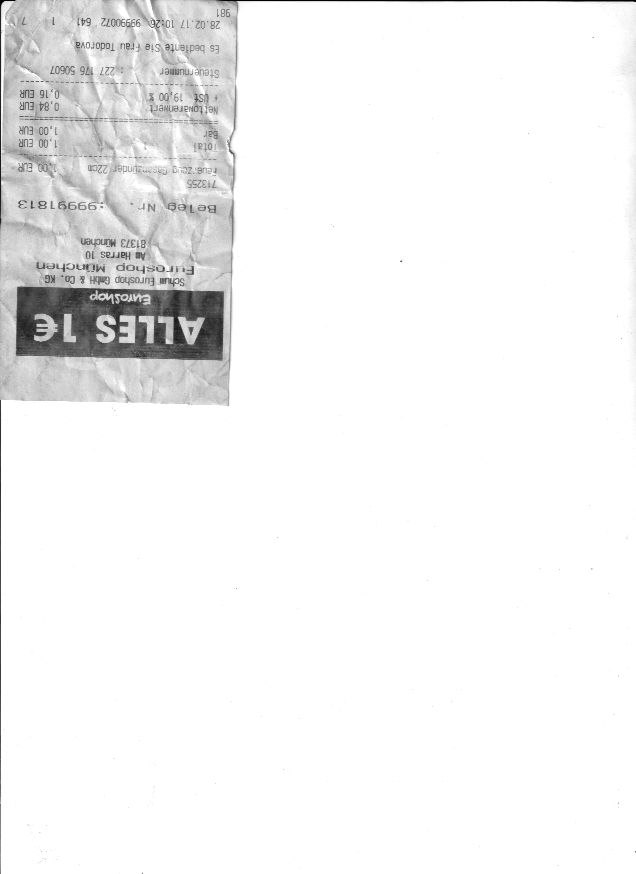 ALLES 1€
Euroshop
Schum Euroshop GmbH & Co. KG
Euroshop München
Am Harras 10
81373 München
Beleg Nr. :99991813
713255
Feuerzeug Gasanzünder 22cm 1,00 EUR
Total 1 1,00 EUR
Bar 1,00 EUR
Nettowarenwert 0,84 EUR
+ USt 19,00 % 0,16 EUR
Steuernummer : 227 176 50607
Es bediente Sie Frau Todorova
28.02.17 10:26 99990072 641 1 7
981